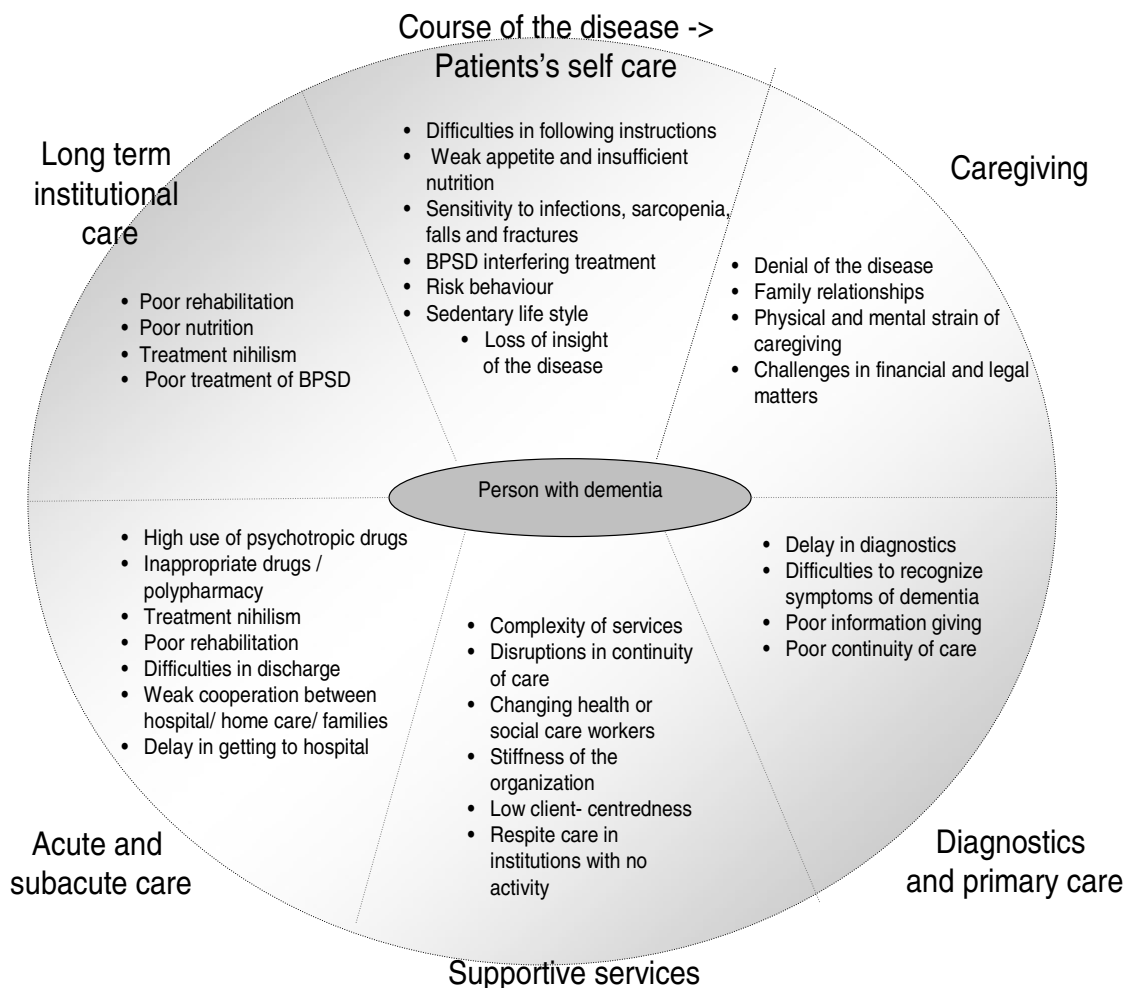 Course of the disease ->
Patients's self care
• Difficulties in following instructions
• Weak appetite and insufficient
nutrition
• Sensitivity to infections, sarcopenia,
falls and fractures
• BPSD interfering treatment
• Risk behaviour
• Sedentary life style
• Loss of insight
of the disease
Caregiving
• Denial of the disease
• Family relationships
• Physical and mental strain of
caregiving
• Challenges in financial and legal
matters
Long term
institutional
care
• Poor rehabilitation
• Poor nutrition
• Treatment nihilism
• Poor treatment of BPSD
Person with dementia
• High use of psychotropic drugs
• Inappropriate drugs /
polypharmacy
• Treatment nihilism
• Poor rehabilitation
• Difficulties in discharge
• Weak cooperation between
hospital/ home care/ families
• Delay in getting to hospital
Acute and
subacute care
• Complexity of services
• Disruptions in continuity
of care
• Changing health or
social care workers
• Stiffness of the
organization
• Low client- centredness
• Respite care in
institutions with no
activity
Supportive services
• Delay in diagnostics
• Difficulties to recognize
symptoms of dementia
• Poor information giving
• Poor continuity of care
Diagnostics
and primary care